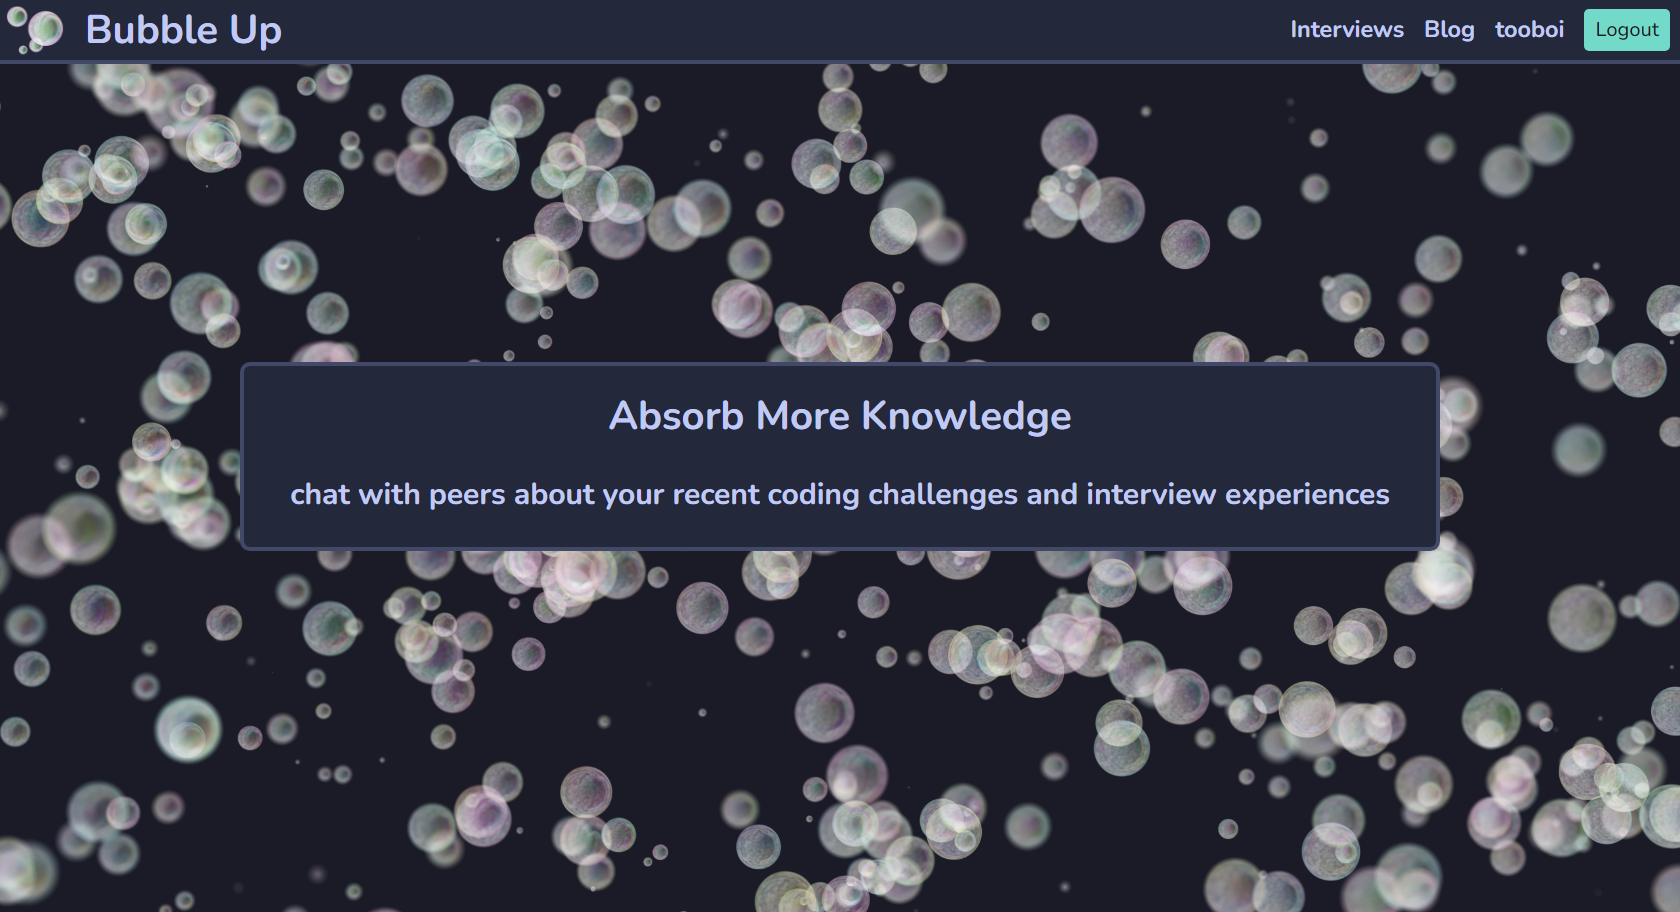 Bubble Up
Interviews Blog tooboi Logout
Absorb More Knowledge
chat with peers about your recent coding challenges and interview experiences